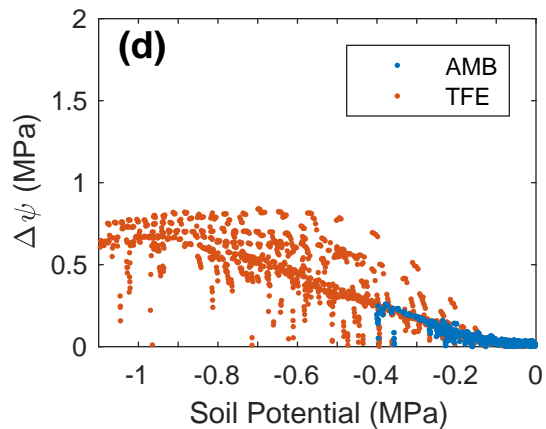 (d)
AMB
TFE
2
1.5
1
0.5
0
Δψ (MPa)
-1 -0.8 -0.6 -0.4 -0.2 0
Soil Potential (MPa)